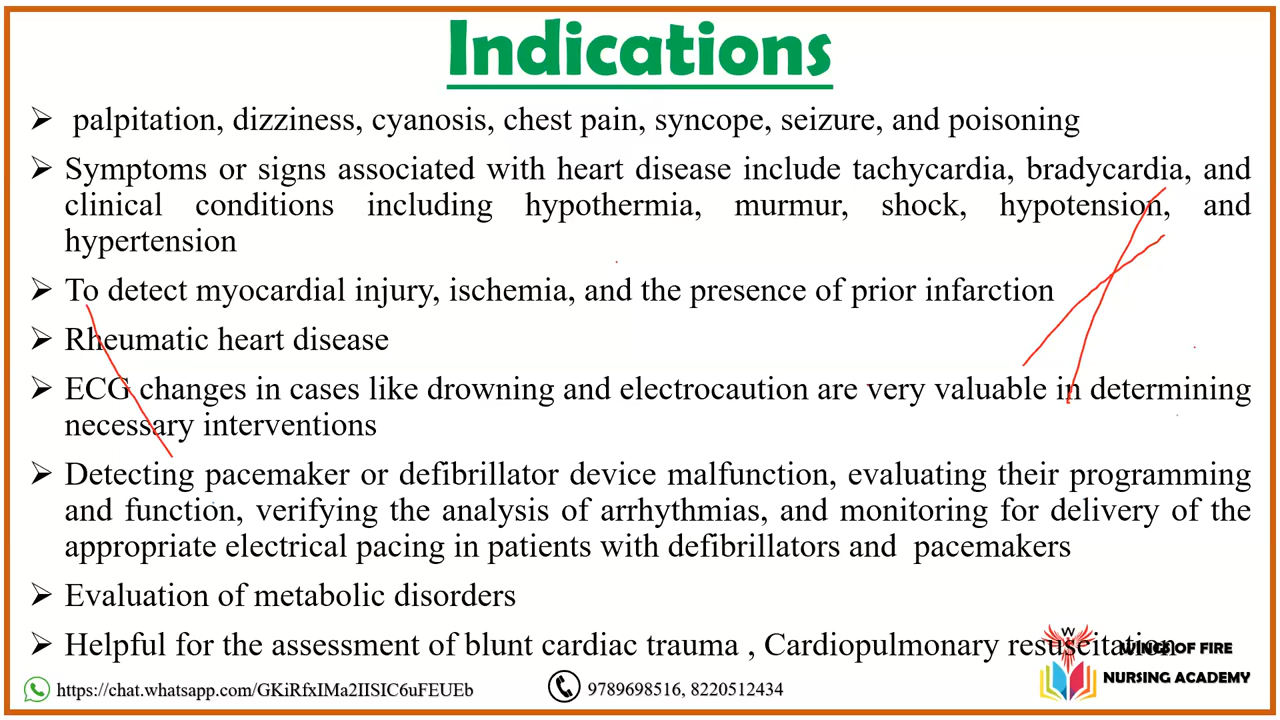 Indications
➢ palpitation, dizziness, cyanosis, chest pain, syncope, seizure, and poisoning
➢ Symptoms or signs associated with heart disease include tachycardia, bradycardia, and
clinical conditions including hypothermia, murmur, shock, hypotension, and
hypertension
➢ To detect myocardial injury, ischemia, and the presence of prior infarction
➢ Rheumatic heart disease
➢ ECG changes in cases like drowning and electrocaution are very valuable in determining
necessary interventions
➢ Detecting pacemaker or defibrillator device malfunction, evaluating their programming
and function, verifying the analysis of arrhythmias, and monitoring for delivery of the
appropriate electrical pacing in patients with defibrillators and pacemakers
➢ Evaluation of metabolic disorders
➢ Helpful for the assessment of blunt cardiac trauma , Cardiopulmonary resuscitation
W
WINGS OF FIRE
NURSING ACADEMY
https://chat.whatsapp.com/GKiRfxIMa2IISIC6uFEUEb
9789698516, 8220512434